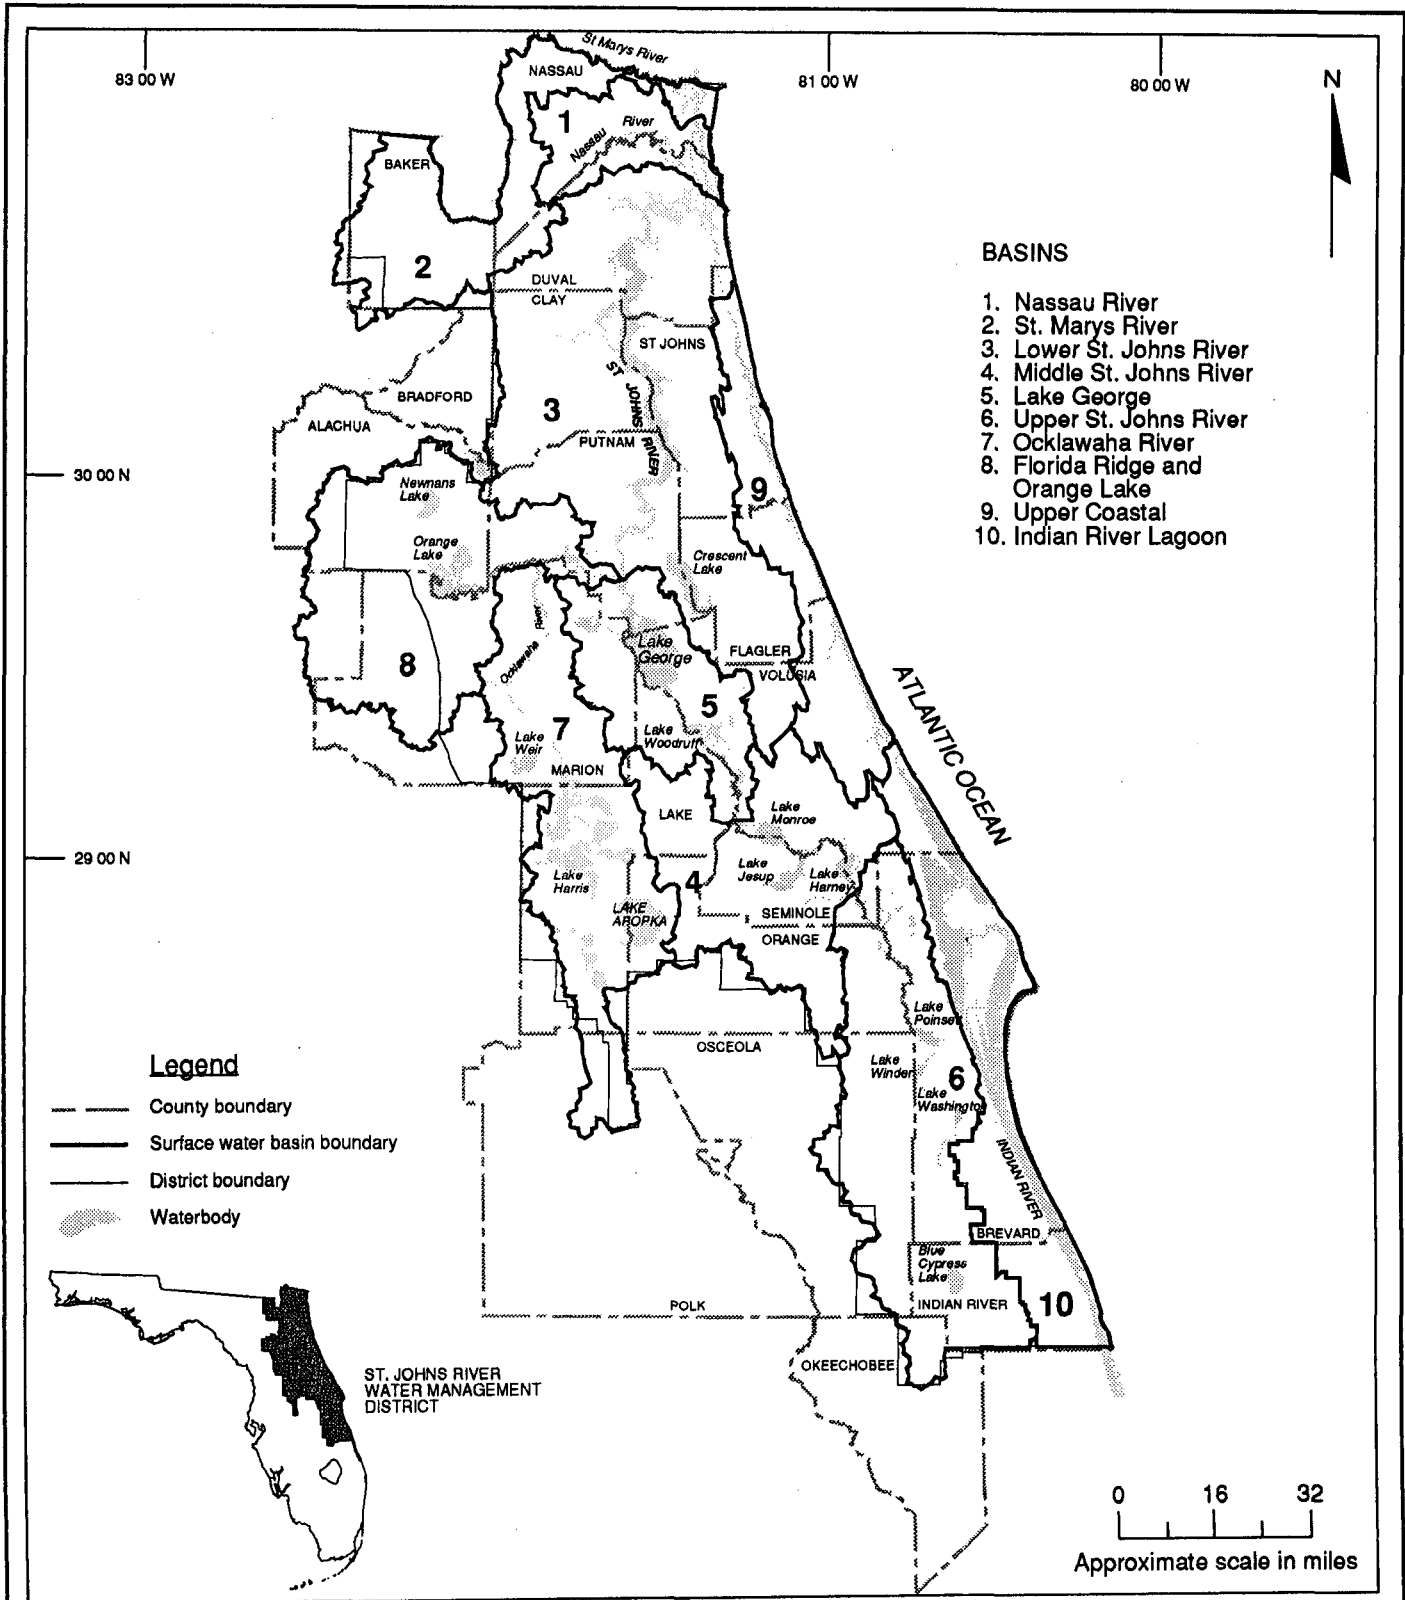 83 00 W
81 00 W
80 00 W
N
St Marys River
NASSAU
1
Nassau
River
BAKER
2
DUVAL
CLAY
ST JOHNS
ST JOHNS RIVER
BRADFORD
3
ALACHUA
PUTNAM
30 00 N
Newnans
Lake
9
Orange
Lake
Crescent
Lake
Ocklawaha River
Lake
George
FLAGLER
VOLUSIA
8
5
7
Lake
Weir
Lake
Woodruff
MARION
ATLANTIC OCEAN
LAKE
Lake
Monroe
29 00 N
Lake
Harris
4
Lake
Jesup
Lake
Harney
LAKE
APOPKA
SEMINOLE
ORANGE
Lake
Poinsett
OSCEOLA
Lake
Winder
6
Lake
Washington
INDIAN RIVER
BREVARD
Blue
Cypress
Lake
POLK
INDIAN RIVER
10
OKEECHOBEE
BASINS
1. Nassau River
2. St. Marys River
3. Lower St. Johns River
4. Middle St. Johns River
5. Lake George
6. Upper St. Johns River
7. Ocklawaha River
8. Florida Ridge and
Orange Lake
9. Upper Coastal
10. Indian River Lagoon
Legend
County boundary
Surface water basin boundary
District boundary
Waterbody
ST. JOHNS RIVER
WATER MANAGEMENT
DISTRICT
0 16 32
Approximate scale in miles